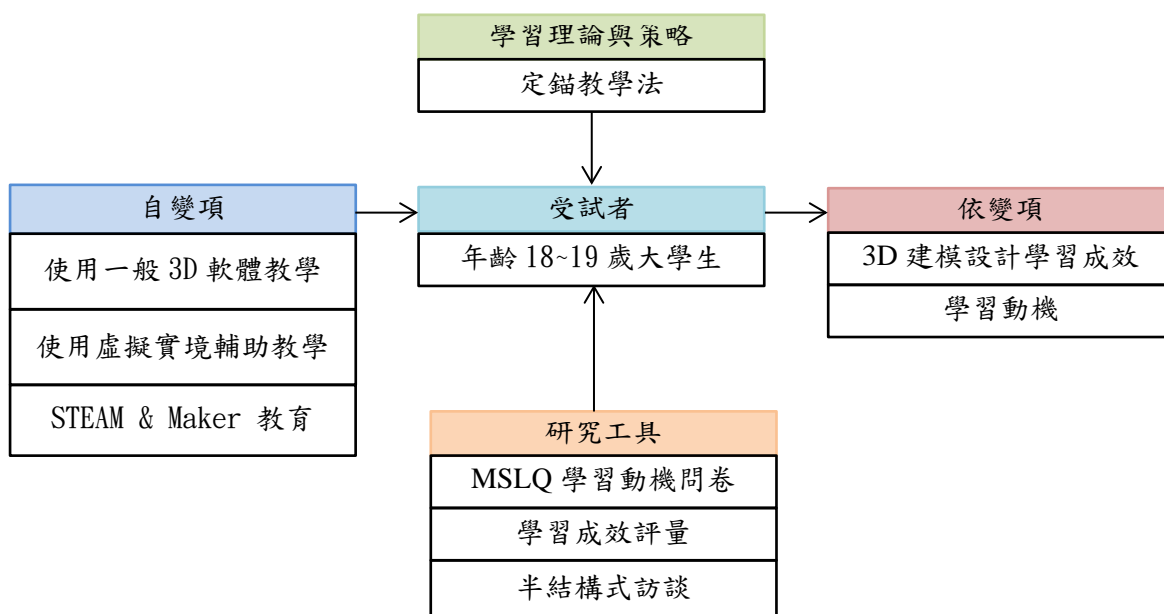 學習理論與策略
定錨教學法
自變項
使用一般 3D 軟體教學
使用虛擬實境輔助教學
STEAM & Maker 教育
受試者
年齡 18~19 歲大學生
依變項
3D 建模設計學習成效
學習動機
研究工具
MSLQ 學習動機問卷
學習成效評量
半結構式訪談